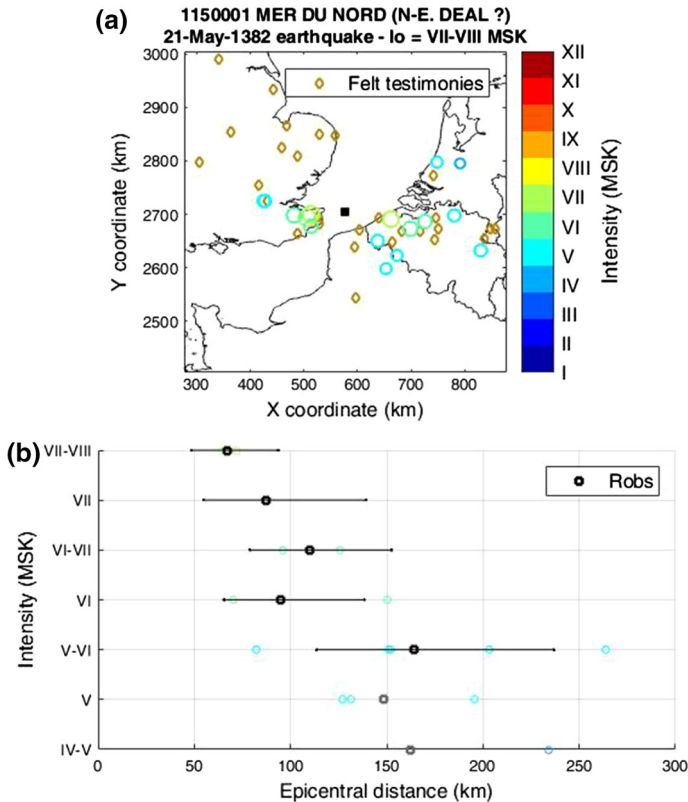 (a)
1150001 MER DU NORD (N-E. DEAL ?)
21-May-1382 earthquake - Io = VII-VIII MSK
Felt testimonies
3000
2900
2800
2700
2600
2500
Y coordinate (km)
300 400 500 600 700 800
X coordinate (km)
XII
XI
X
IX
VIII
VII
VI
V
IV
III
II
I
Intensity (MSK)
(b)
Robs
VII-VIII
VII
VI-VII
VI
V-VI
V
IV-V
Intensity (MSK)
0 50 100 150 200 250 300
Epicentral distance (km)